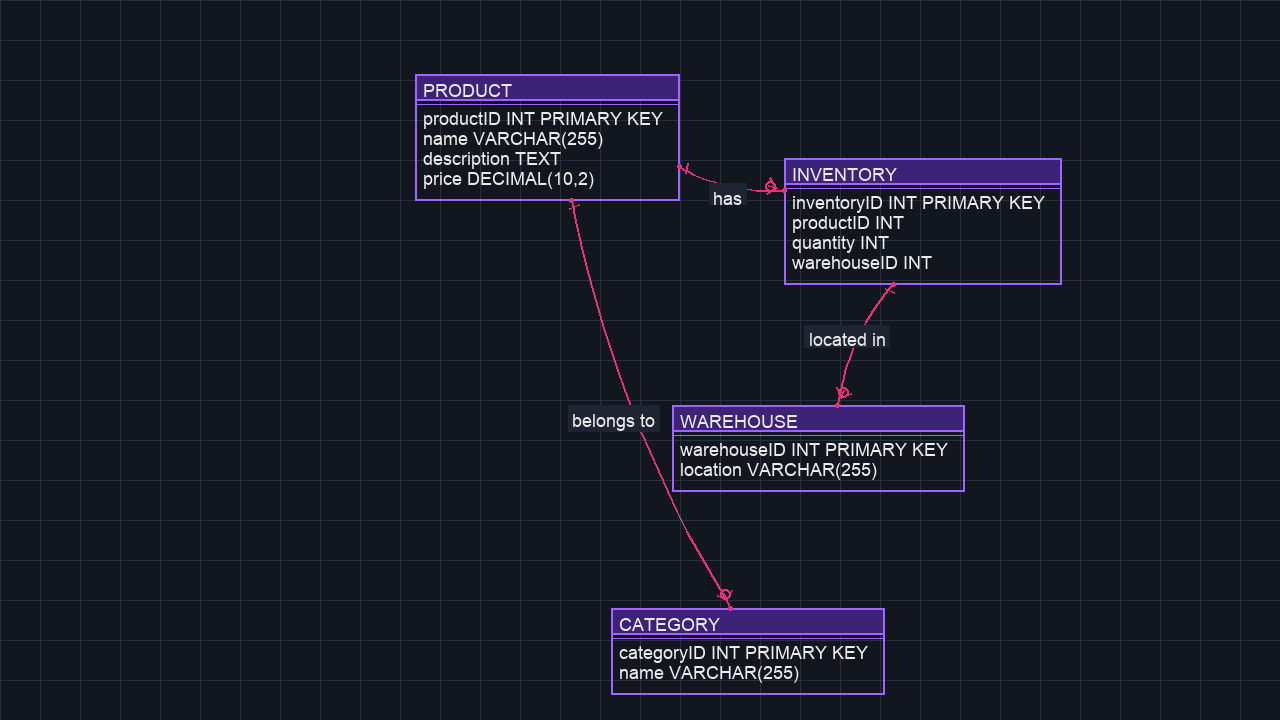 PRODUCT
productID INT PRIMARY KEY
name VARCHAR(255)
description TEXT
price DECIMAL(10,2)
has
INVENTORY
inventoryID INT PRIMARY KEY
productID INT
quantity INT
warehouseID INT
located in
belongs to
WAREHOUSE
warehouseID INT PRIMARY KEY
location VARCHAR(255)
CATEGORY
categoryID INT PRIMARY KEY
name VARCHAR(255)